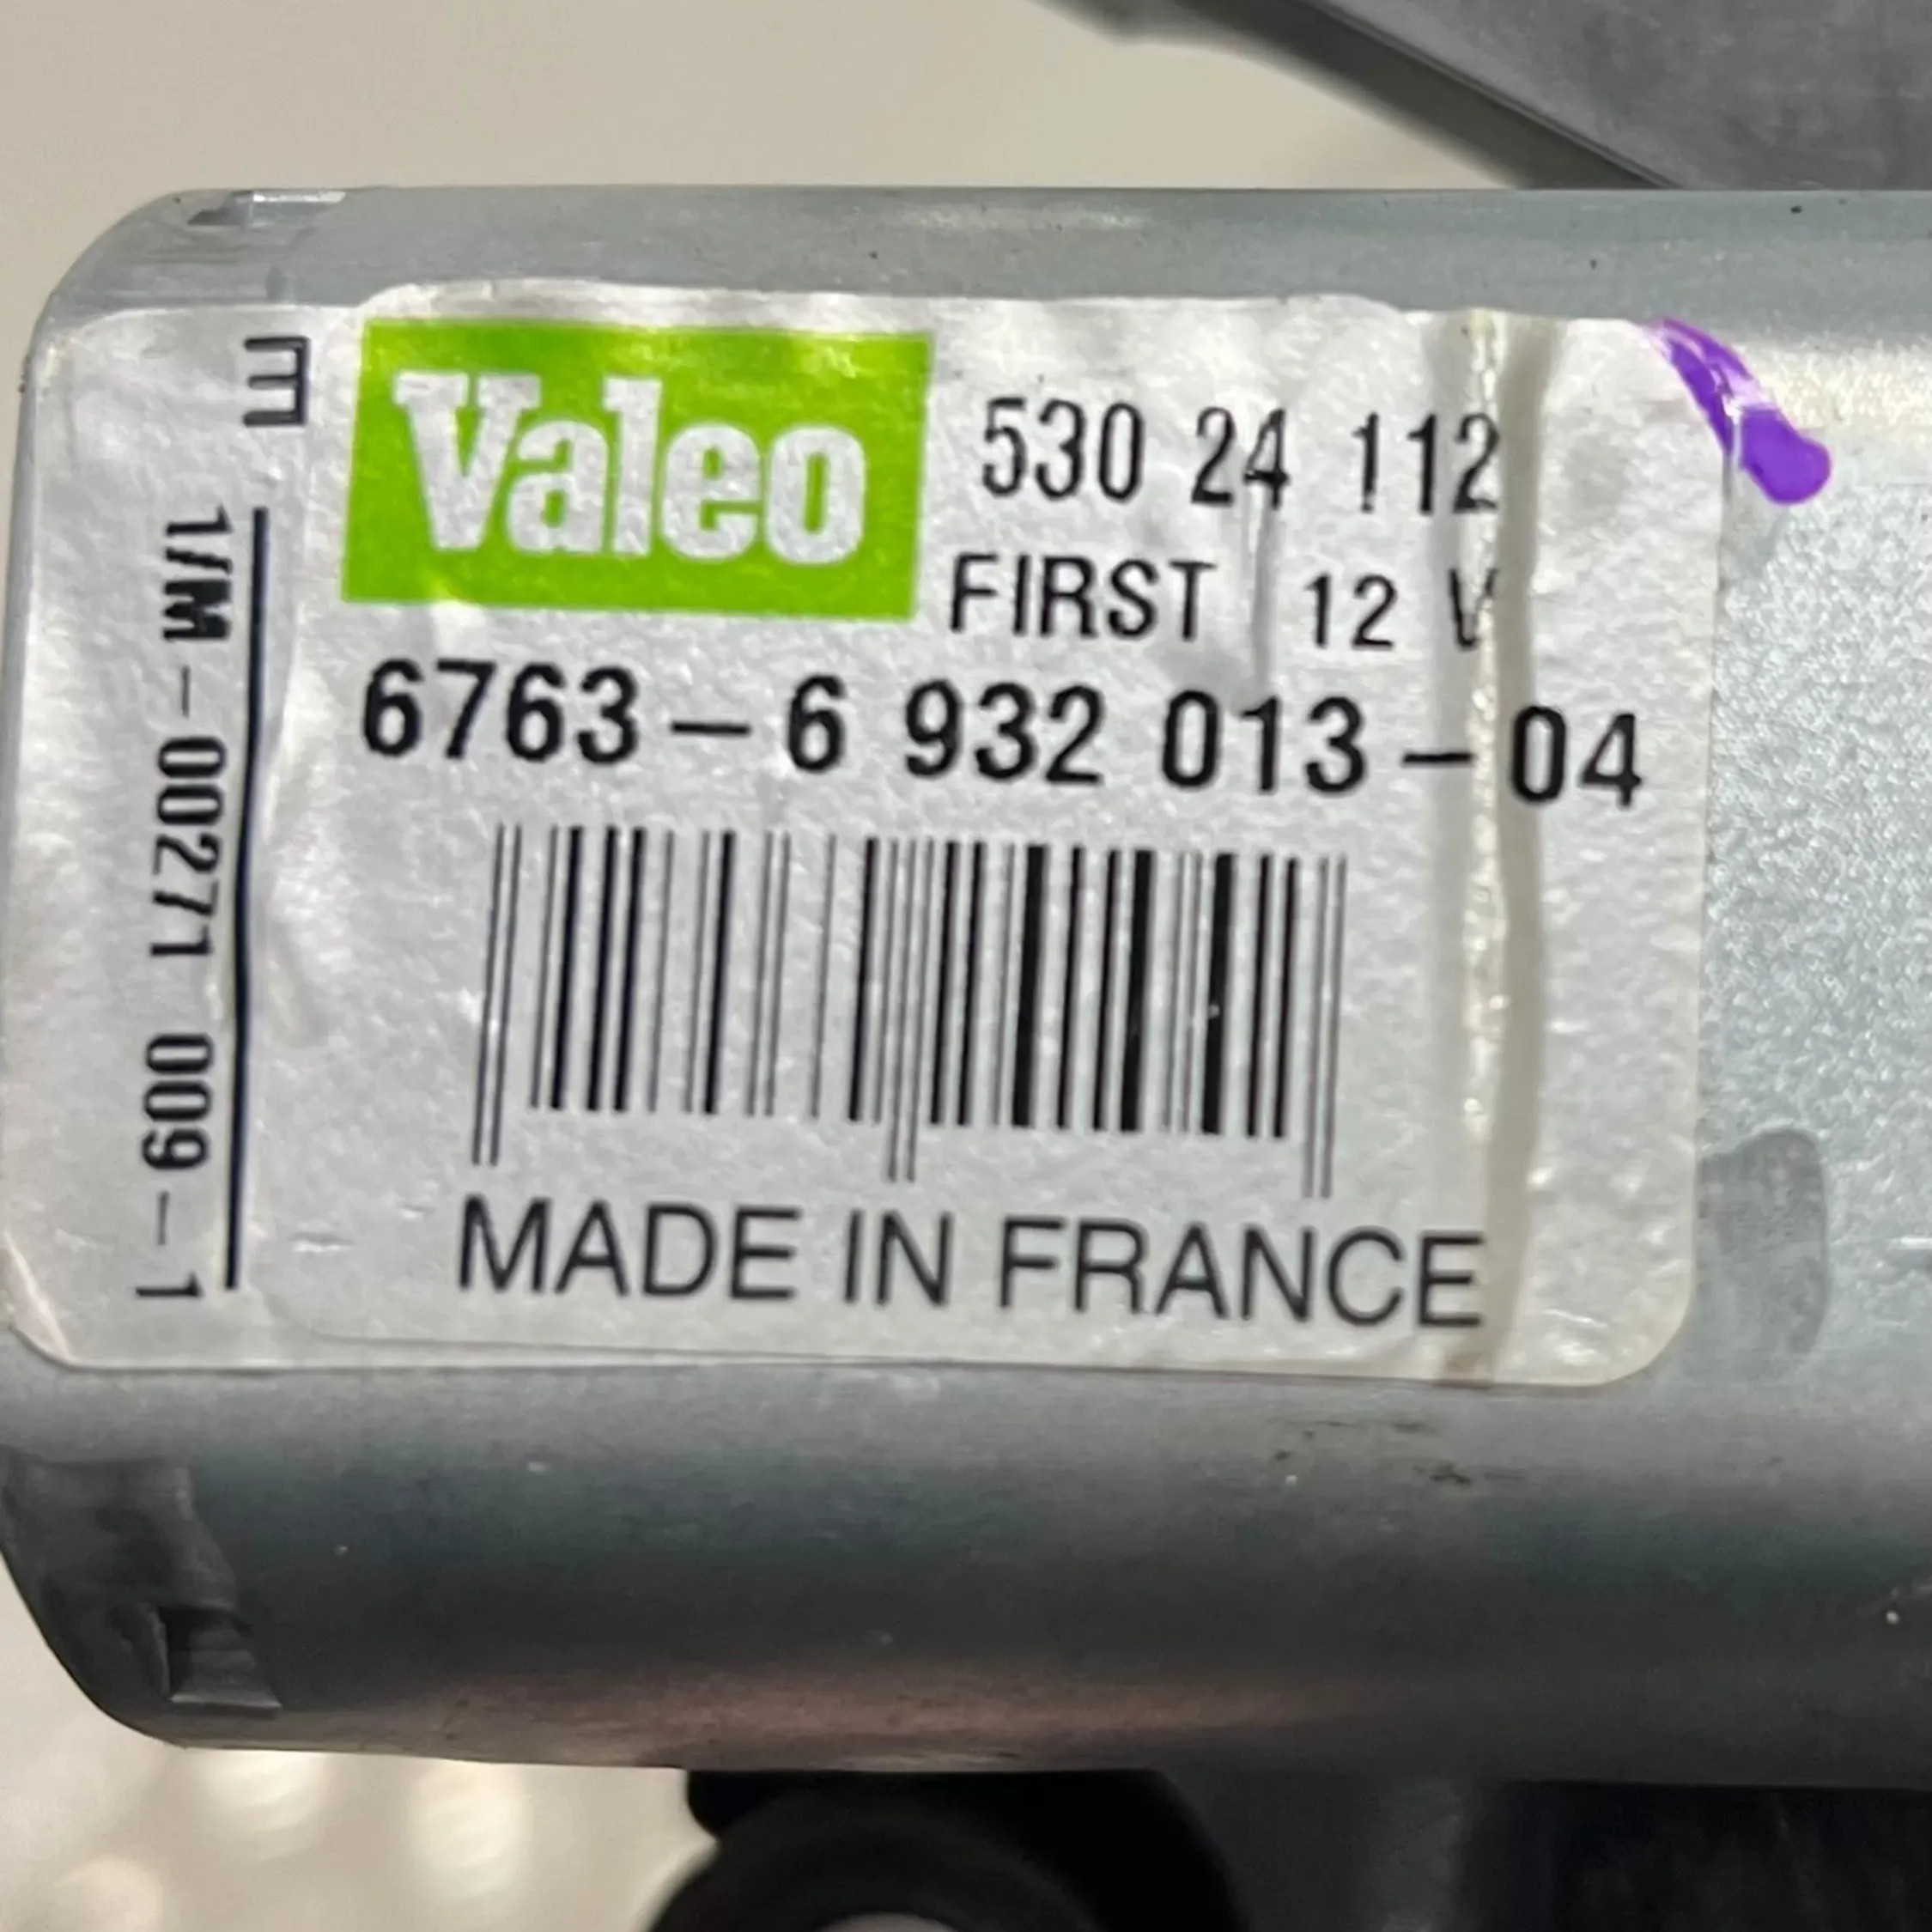 Valeo
530 24 112
FIRST 12 V
6763-6 932 013-04
MADE IN FRANCE
E
1/M-00271 009-1